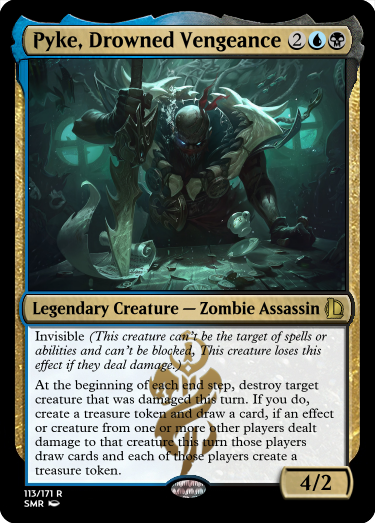 Pyke, Drowned Vengeance 2
Legendary Creature — Zombie Assassin
Invisible (This creature can't be the target of spells or
abilities and can't be blocked, This creature loses this
effect if they deal damage.)
At the beginning of each end step, destroy target
creature that was damaged this turn. If you do,
create a treasure token and draw a card, if an effect
or creature from one or more other players dealt
damage to that creature this turn those players
draw cards and each of those players create a
treasure token.
4/2
113/171 R
SMR